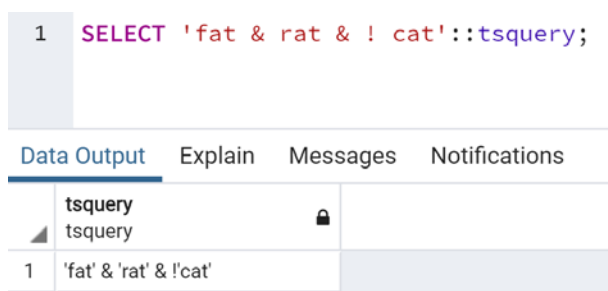 1 SELECT 'fat & rat & ! cat'::tsquery;
Data Output Explain Messages Notifications
tsquery
tsquery
1 'fat' & 'rat' & !'cat'